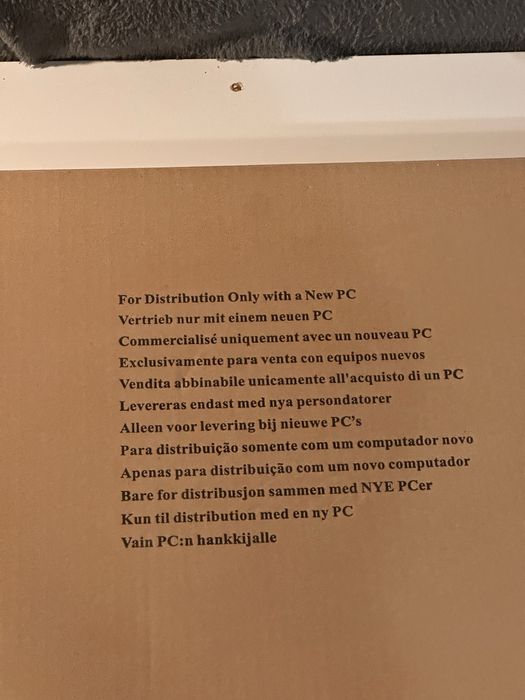 For Distribution Only with a New PC
Vertrieb nur mit einem neuen PC
Commercialisé uniquement avec un nouveau PC
Exclusivamente para venta con equipos nuevos
Vendita abbinabile unicamente all'acquisto di un PC
Levereras endast med nya persondatorer
Alleen voor levering bij nieuwe PC's
Para distribuição somente com um computador novo
Apenas para distribuição com um novo computador
Bare for distribusjon sammen med NYE PCer
Kun til distribution med en ny PC
Vain PC:n hankkijalle